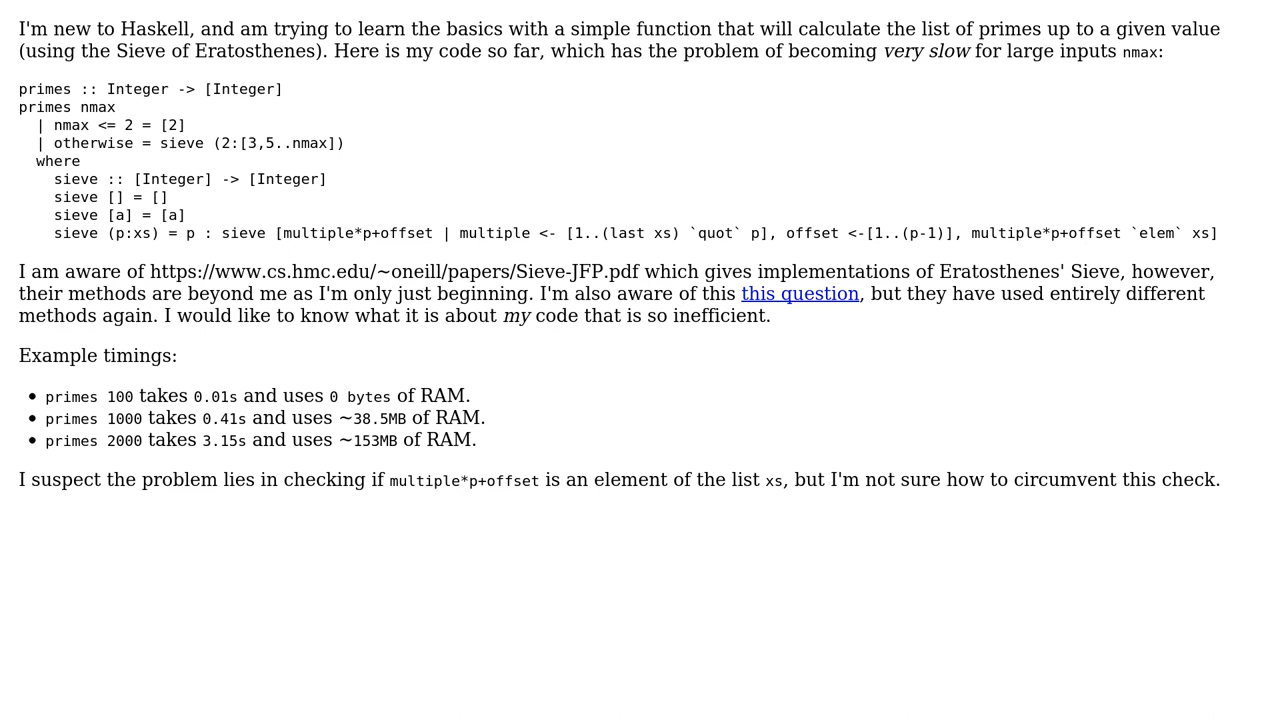 I'm new to Haskell, and am trying to learn the basics with a simple function that will calculate the list of primes up to a given value
(using the Sieve of Eratosthenes). Here is my code so far, which has the problem of becoming very slow for large inputs nmax:
primes :: Integer -> [Integer]
primes nmax
  | nmax <= 2 = [2]
  | otherwise = sieve (2:[3,5..nmax])
  where
    sieve :: [Integer] -> [Integer]
    sieve [] = []
    sieve [a] = [a]
    sieve (p:xs) = p : sieve [multiple*p+offset | multiple <- [1..(last xs) `quot` p], offset <-[1..(p-1)], multiple*p+offset `elem` xs]
I am aware of https://www.cs.hmc.edu/~oneill/papers/Sieve-JFP.pdf which gives implementations of Eratosthenes' Sieve, however,
their methods are beyond me as I'm only just beginning. I'm also aware of this this question, but they have used entirely different
methods again. I would like to know what it is about my code that is so inefficient.
Example timings:
• primes 100 takes 0.01s and uses 0 bytes of RAM.
• primes 1000 takes 0.41s and uses ~38.5MB of RAM.
• primes 2000 takes 3.15s and uses ~153MB of RAM.
I suspect the problem lies in checking if multiple*p+offset is an element of the list xs, but I'm not sure how to circumvent this check.